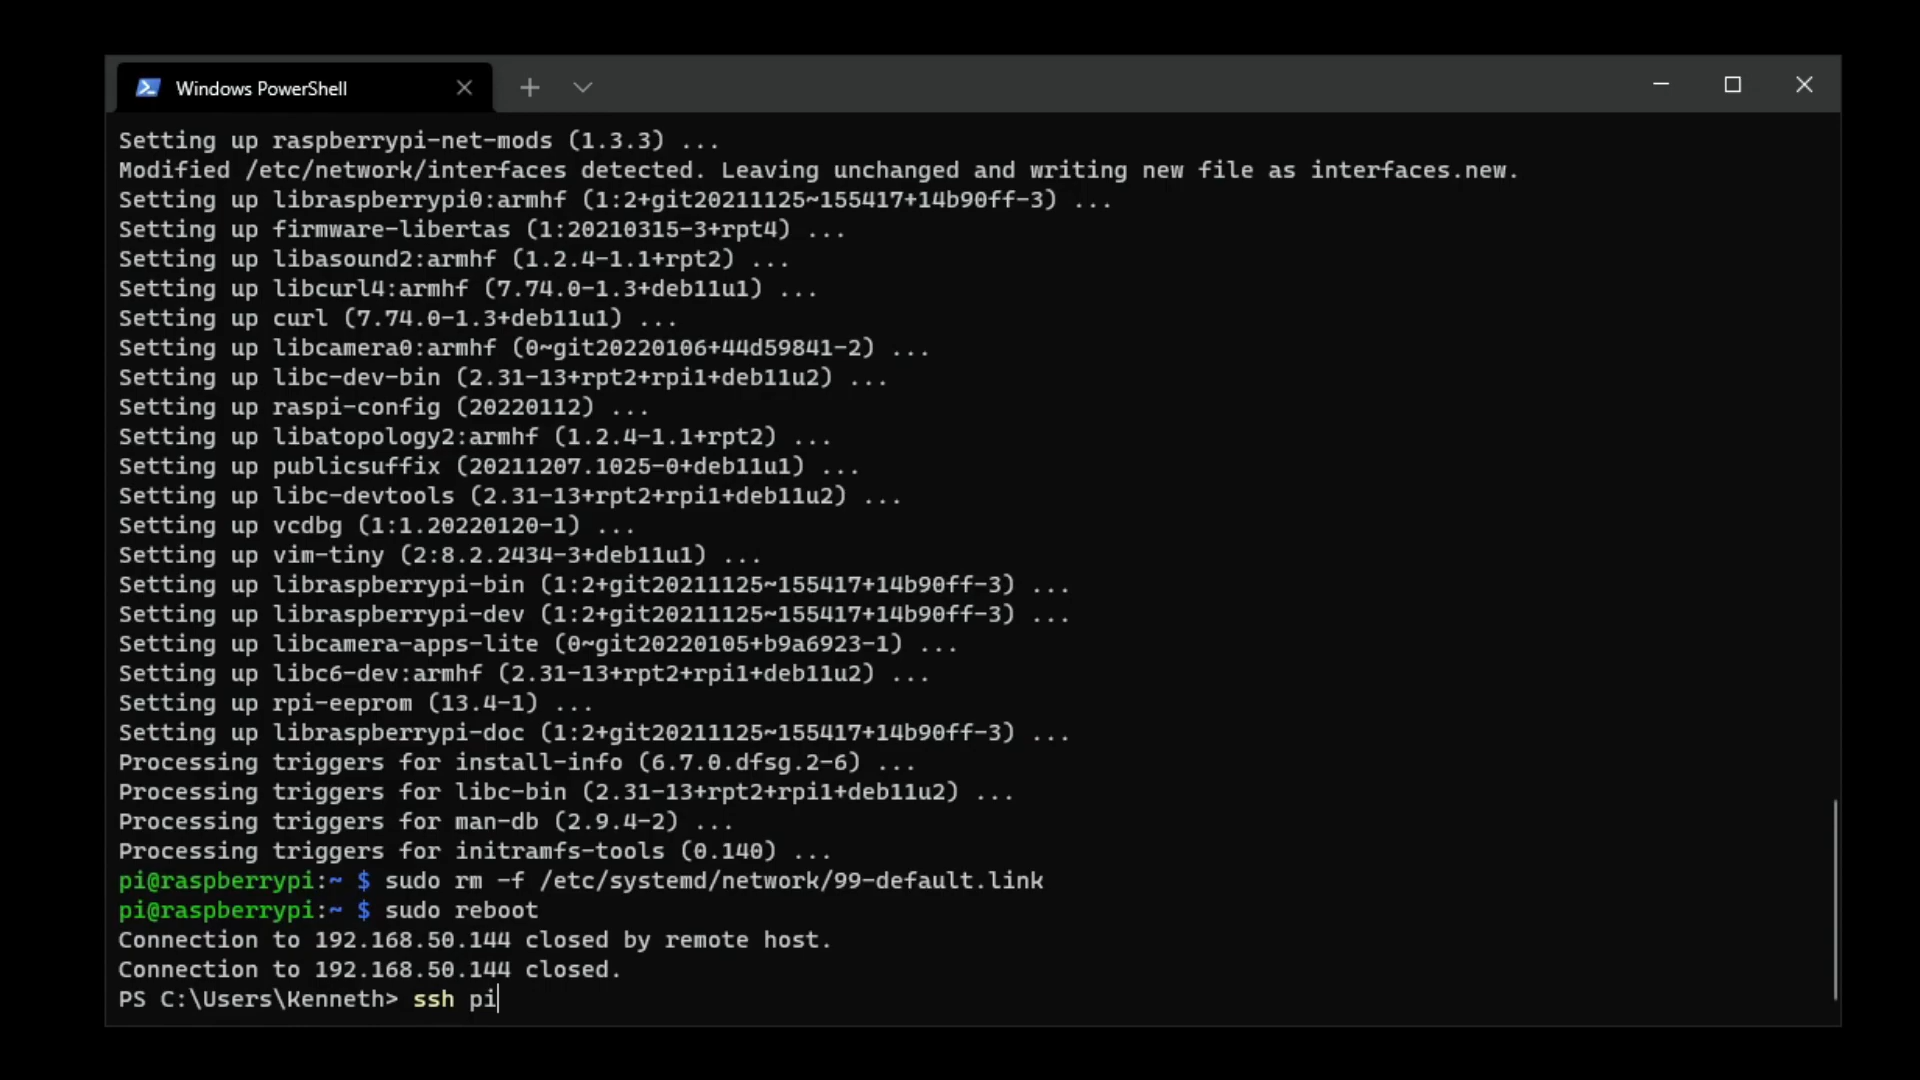 Windows PowerShell
Setting up raspberrypi-net-mods (1.3.3) ...
Modified /etc/network/interfaces detected. Leaving unchanged and writing new file as interfaces.new.
Setting up libraspberrypi0:armhf (1:2+git20211125~155417+14b90ff-3) ...
Setting up firmware-libertas (1:20210315-3+rpt4) ...
Setting up libasound2:armhf (1.2.4-1.1+rpt2) ...
Setting up libcurl4:armhf (7.74.0-1.3+deb11u1) ...
Setting up curl (7.74.0-1.3+deb11u1) ...
Setting up libcamera0:armhf (0~git20220106+44d59841-2) ...
Setting up libc-dev-bin (2.31-13+rpt2+rpi1+deb11u2) ...
Setting up raspi-config (20220112) ...
Setting up libatopology2:armhf (1.2.4-1.1+rpt2) ...
Setting up publicsuffix (20211207.1025-0+deb11u1) ...
Setting up libc-devtools (2.31-13+rpt2+rpi1+deb11u2) ...
Setting up vcdbg (1:1.20220120-1) ...
Setting up vim-tiny (2:8.2.2434-3+deb11u1) ...
Setting up libraspberrypi-bin (1:2+git20211125~155417+14b90ff-3) ...
Setting up libraspberrypi-dev (1:2+git20211125~155417+14b90ff-3) ...
Setting up libcamera-apps-lite (0~git20220105+b9a6923-1) ...
Setting up libc6-dev:armhf (2.31-13+rpt2+rpi1+deb11u2) ...
Setting up rpi-eeprom (13.4-1) ...
Setting up libraspberrypi-doc (1:2+git20211125~155417+14b90ff-3) ...
Processing triggers for install-info (6.7.0.dfsg.2-6) ...
Processing triggers for libc-bin (2.31-13+rpt2+rpi1+deb11u2) ...
Processing triggers for man-db (2.9.4-2) ...
Processing triggers for initramfs-tools (0.140) ...
pi@raspberrypi:~ $ sudo rm -f /etc/systemd/network/99-default.link
pi@raspberrypi:~ $ sudo reboot
Connection to 192.168.50.144 closed by remote host.
Connection to 192.168.50.144 closed.
PS C:\Users\Kenneth> ssh pi